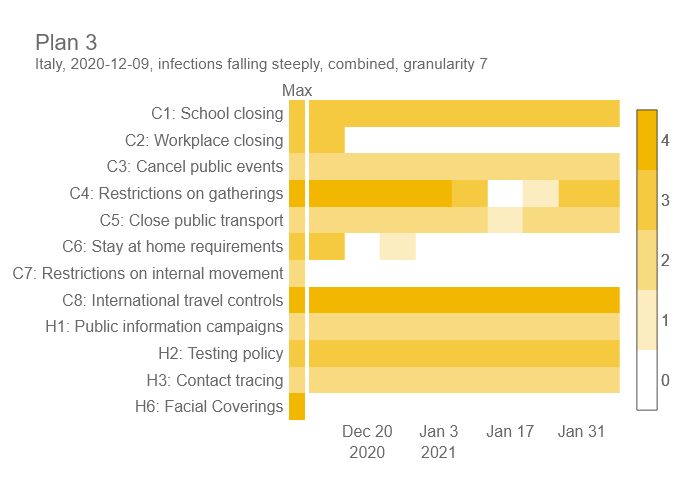 Plan 3
Italy, 2020-12-09, infections falling steeply, combined, granularity 7
Max
C1: School closing
C2: Workplace closing
C3: Cancel public events
C4: Restrictions on gatherings
C5: Close public transport
C6: Stay at home requirements
C7: Restrictions on internal movement
C8: International travel controls
H1: Public information campaigns
H2: Testing policy
H3: Contact tracing
H6: Facial Coverings
Dec 20 Jan 3 Jan 17 Jan 31
2020 2021
4
3
2
1
0